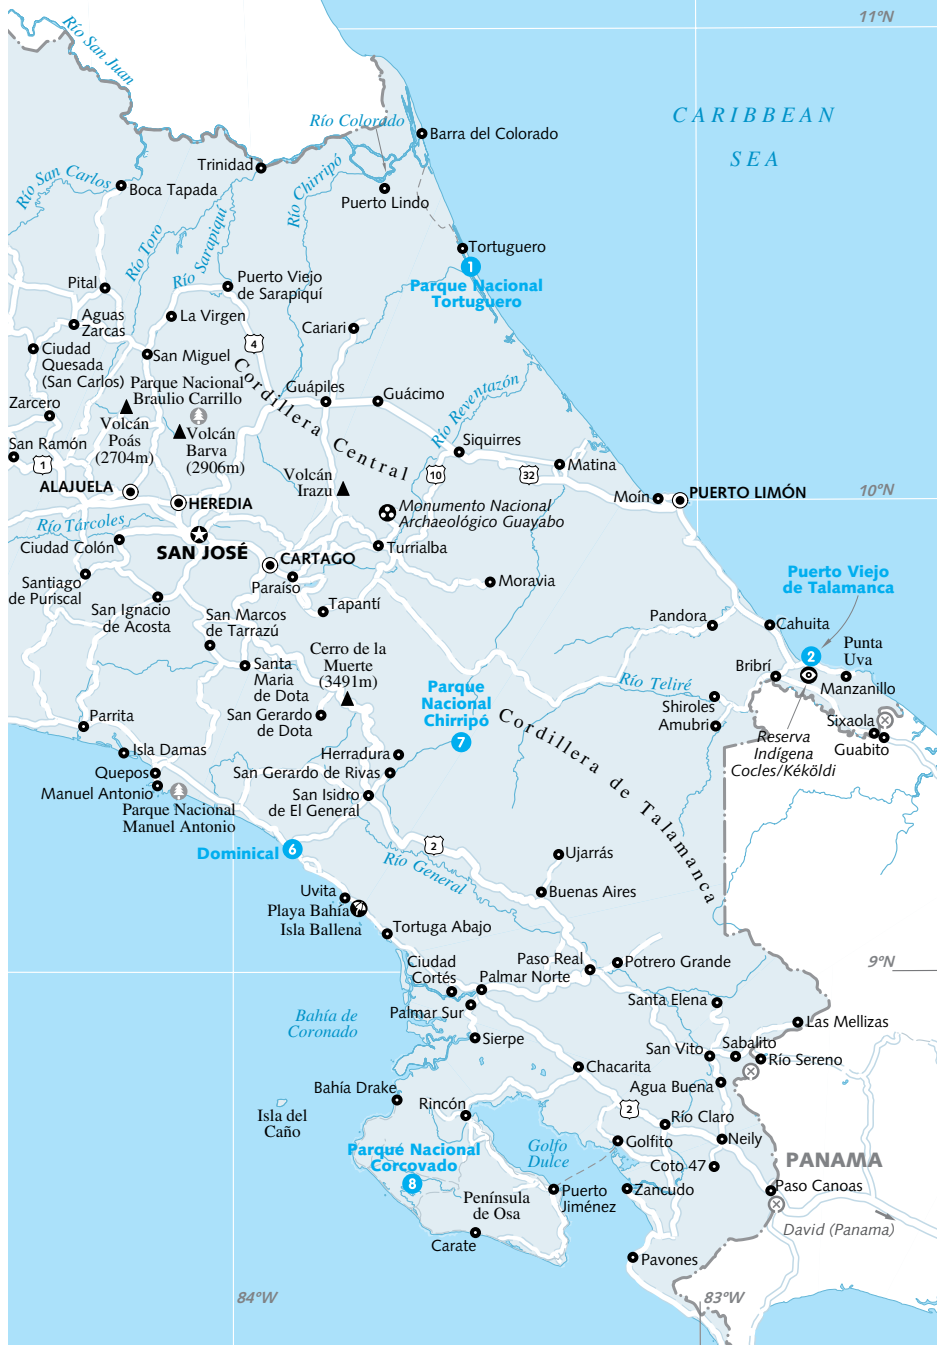 11°N
Río San Juan
CARIBBEAN
SEA
Río Colorado
Barra del Colorado
Trinidad
Río Chirripó
Río San Carlos
Boca Tapada
Puerto Lindo
Río Toro
Río Sarapiquí
Tortuguero
1
Parque Nacional
Tortuguero
Pital
Puerto Viejo
de Sarapiquí
Aguas
Zarcas
La Virgen
Cariari
4
Ciudad
Quesada
(San Carlos)
San Miguel
Cordillera Central
Parque Nacional
Braulio Carrillo
Guápiles
Guácimo
Río Reventazón
Zarcero
Volcán
Poás
(2704m)
Volcán
Barva
(2906m)
San Ramón
1
Siquirres
Matina
10
32
Volcán
Irazu
ALAJUELA
HEREDIA
Moín
PUERTO LIMÓN
10°N
Monumento Nacional
Archaeológico Guayabo
Río Tárcoles
Ciudad Colón
SAN JOSÉ
CARTAGO
Turrialba
Paraíso
Moravia
Santiago
de Puriscal
San Ignacio
de Acosta
San Marcos
de Tarrazú
Tapantí
Puerto Viejo
de Talamanca
Pandora
Cahuita
2
Punta
Uva
Bribrí
Manzanillo
Cerro de la
Muerte
(3491m)
Santa
Maria
de Dota
San Gerardo
de Dota
Parque
Nacional
Chirripó
7
Río Teliré
Shiroles
Amubri
Sixaola
Guabito
Reserva
Indígena
Cocles/Kéköldi
Cordillera de Talamanca
Parrita
Isla Damas
Quepos
Manuel Antonio
Parque Nacional
Manuel Antonio
Herradura
San Gerardo de Rivas
San Isidro
de El General
Dominical
6
2
Río General
Ujarrás
Buenas Aires
Uvita
Playa Bahía
Isla Ballena
Tortuga Abajo
Ciudad
Cortés
Paso Real
Palmar Norte
Potrero Grande
9°N
Palmar Sur
Santa Elena
Las Mellizas
Bahía de
Coronado
Sierpe
San Vito
Sabalito
Río Sereno
Chacarita
Agua Buena
Bahía Drake
Rincón
2
Río Claro
Isla del
Caño
Golfito
Neily
Parque Nacional
Corcovado
8
Golfo
Dulce
Coto 47
PANAMA
Península
de Osa
Puerto
Jiménez
Zancudo
Paso Canoas
David (Panama)
Carate
Pavones
84°W
83°W